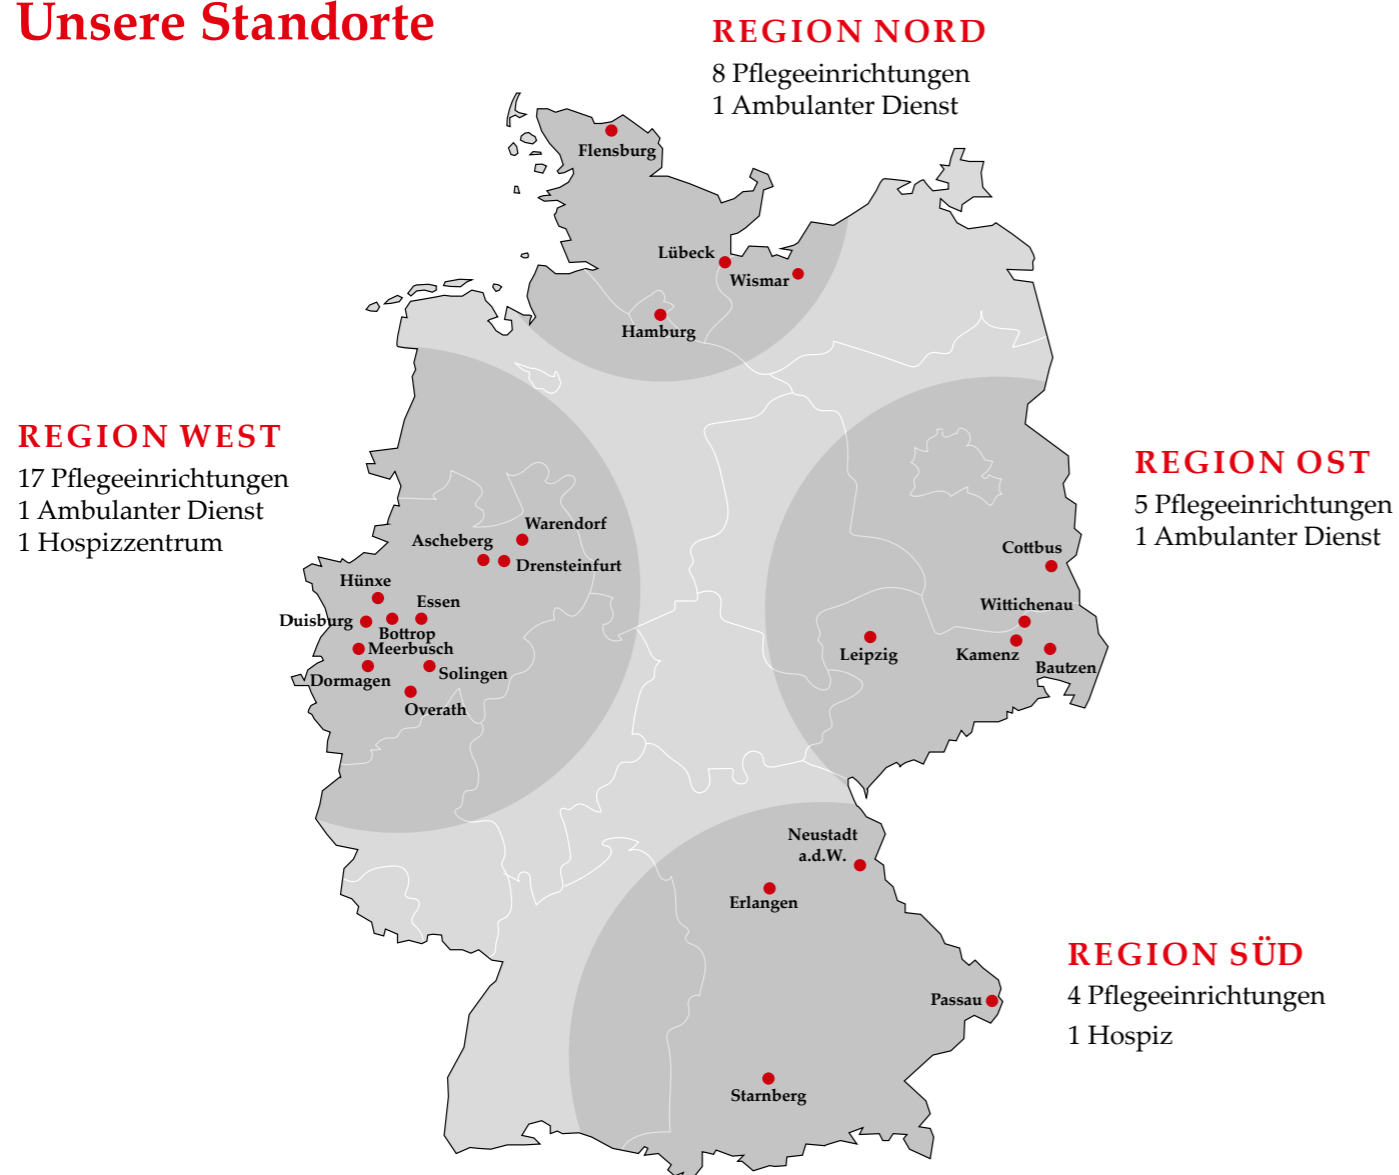 Unsere Standorte
REGION NORD
8 Pflegeeinrichtungen
1 Ambulanter Dienst
Flensburg
Lübeck
Wismar
Hamburg
REGION WEST
17 Pflegeeinrichtungen
1 Ambulanter Dienst
1 Hospizzentrum
Warendorf
Ascheberg
Drensteinfurt
Hünxe
Essen
Duisburg
Bottrop
Meerbusch
Solingen
Dormagen
Overath
REGION OST
5 Pflegeeinrichtungen
1 Ambulanter Dienst
Cottbus
Wittichenau
Leipzig
Kamenz
Bautzen
Neustadt
a.d.W.
Erlangen
Passau
Starnberg
REGION SÜD
4 Pflegeeinrichtungen
1 Hospiz